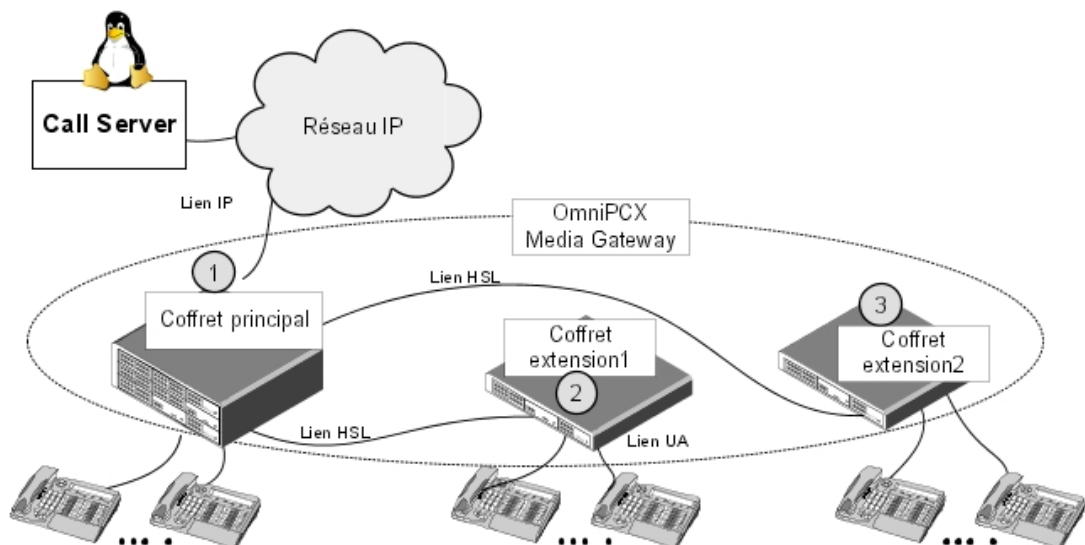 Call Server
Réseau IP
Lien IP
OmniPCX
Media Gateway
1
Coffret principal
Lien HSL
3
Coffret
extension2
Coffret
extension1
2
Lien HSL
Lien UA